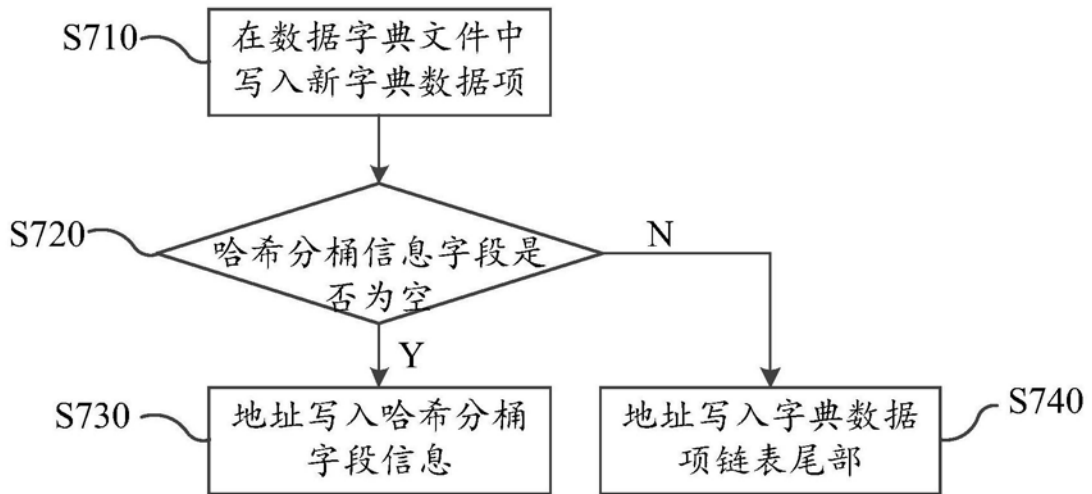 S710
在数据字典文件中
写入新字典数据项
S720
哈希分桶信息字段是
否为空
N
Y
S730
地址写入哈希分桶
字段信息
地址写入字典数据
项链表尾部
S740